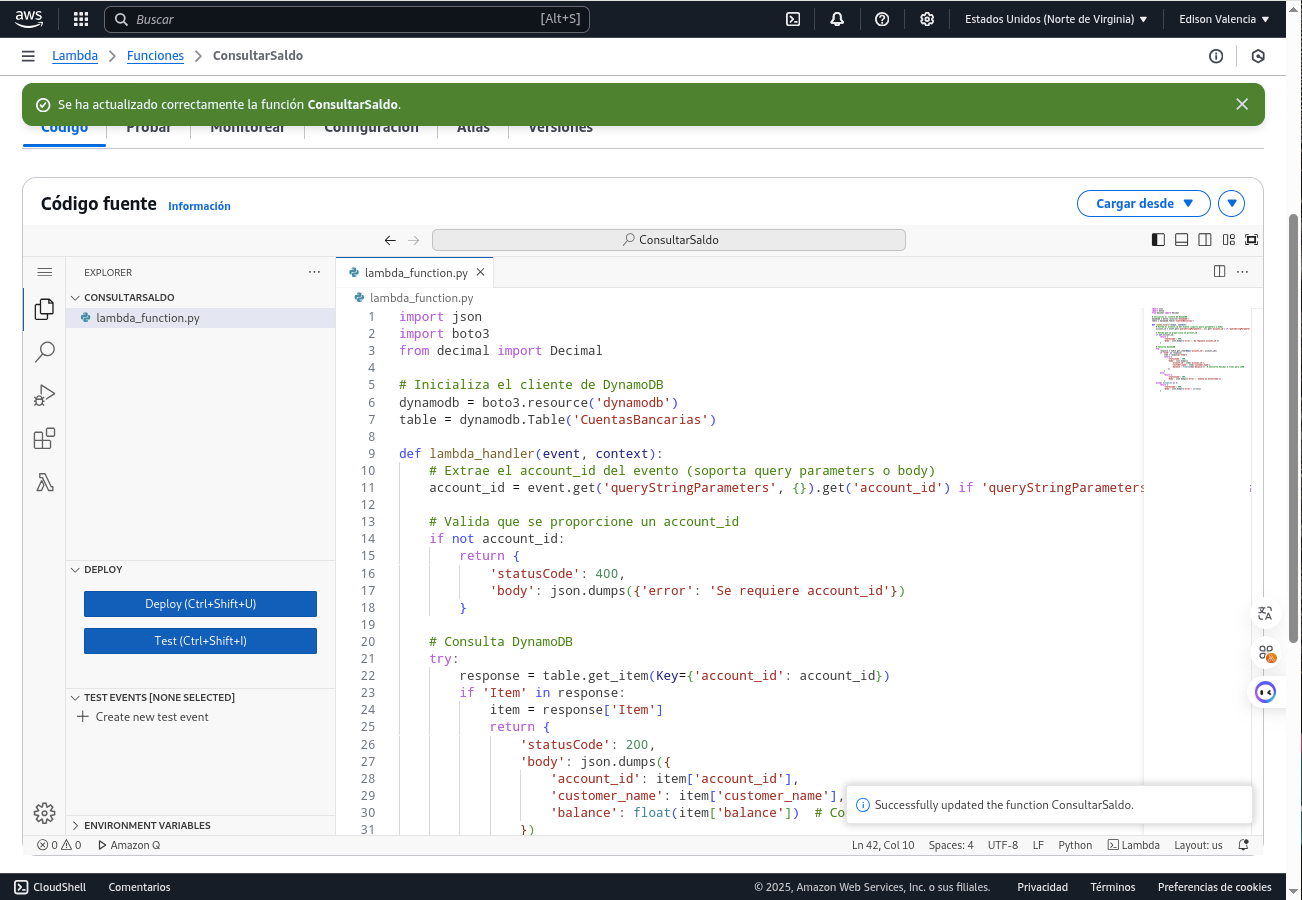 aws
Buscar [Alt+S]
Estados Unidos (Norte de Virginia)
Edison Valencia
Lambda > Funciones > ConsultarSaldo
Se ha actualizado correctamente la función ConsultarSaldo.
Código Probar Monitorear Configuración Alias Versiones
Código fuente Información
Cargar desde
ConsultarSaldo
EXPLORER
CONSULTARSALDO
lambda_function.py
DEPLOY
Deploy (Ctrl+Shift+U)
Test (Ctrl+Shift+I)
TEST EVENTS [NONE SELECTED]
Create new test event
ENVIRONMENT VARIABLES
lambda_function.py
lambda_function.py
1 import json
2 import boto3
3 from decimal import Decimal
4
5 # Inicializa el cliente de DynamoDB
6 dynamodb = boto3.resource('dynamodb')
7 table = dynamodb.Table('CuentasBancarias')
8
9 def lambda_handler(event, context):
10 # Extrae el account_id del evento (soporta query parameters o body)
11 account_id = event.get('queryStringParameters', {}).get('account_id') if 'queryStringParameters
12
13 # Valida que se proporcione un account_id
14 if not account_id:
15 return {
16 'statusCode': 400,
17 'body': json.dumps({'error': 'Se requiere account_id'})
18 }
19
20 # Consulta DynamoDB
21 try:
22 response = table.get_item(Key={'account_id': account_id})
23 if 'Item' in response:
24 item = response['Item']
25 return {
26 'statusCode': 200,
27 'body': json.dumps({
28 'account_id': item['account_id'],
29 'customer_name': item['customer_name'],
30 'balance': float(item['balance']) # Co
31 })
Successfully updated the function ConsultarSaldo.
0 0 Amazon Q
Ln 42, Col 10 Spaces: 4 UTF-8 LF Python Lambda Layout: us
CloudShell Comentarios
© 2025, Amazon Web Services, Inc. o sus filiales. Privacidad Términos Preferencias de cookies